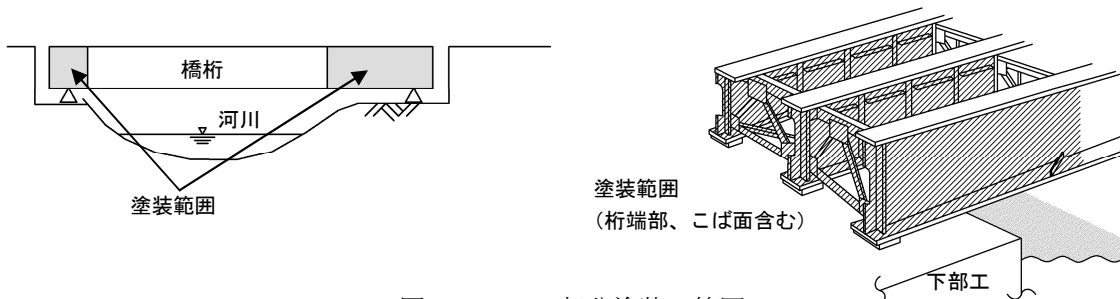 橋桁
河川
塗装範囲
塗装範囲
（桁端部、こば面含む）
下部工